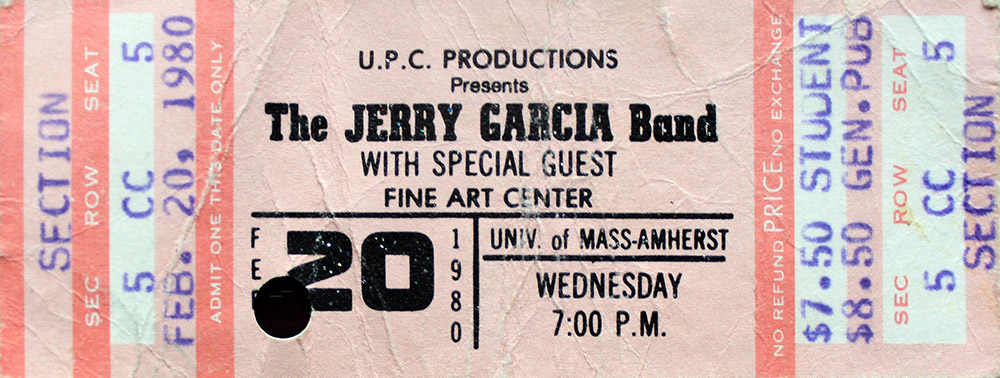 SECTION
SEC ROW SEAT
5 CC 5
FEB. 20, 1980
ADMIT ONE THIS DATE ONLY
U.P.C. PRODUCTIONS
Presents
The JERRY GARCIA Band
WITH SPECIAL GUEST
FINE ART CENTER
FE
20
1980
UNIV. of MASS-AMHERST
WEDNESDAY
7:00 P.M.
NO REFUND PRICE NO EXCHANGE
$7.50 STUDENT
$8.50 GEN.PUB
SEC ROW SEAT
5 CC 5
SECTION